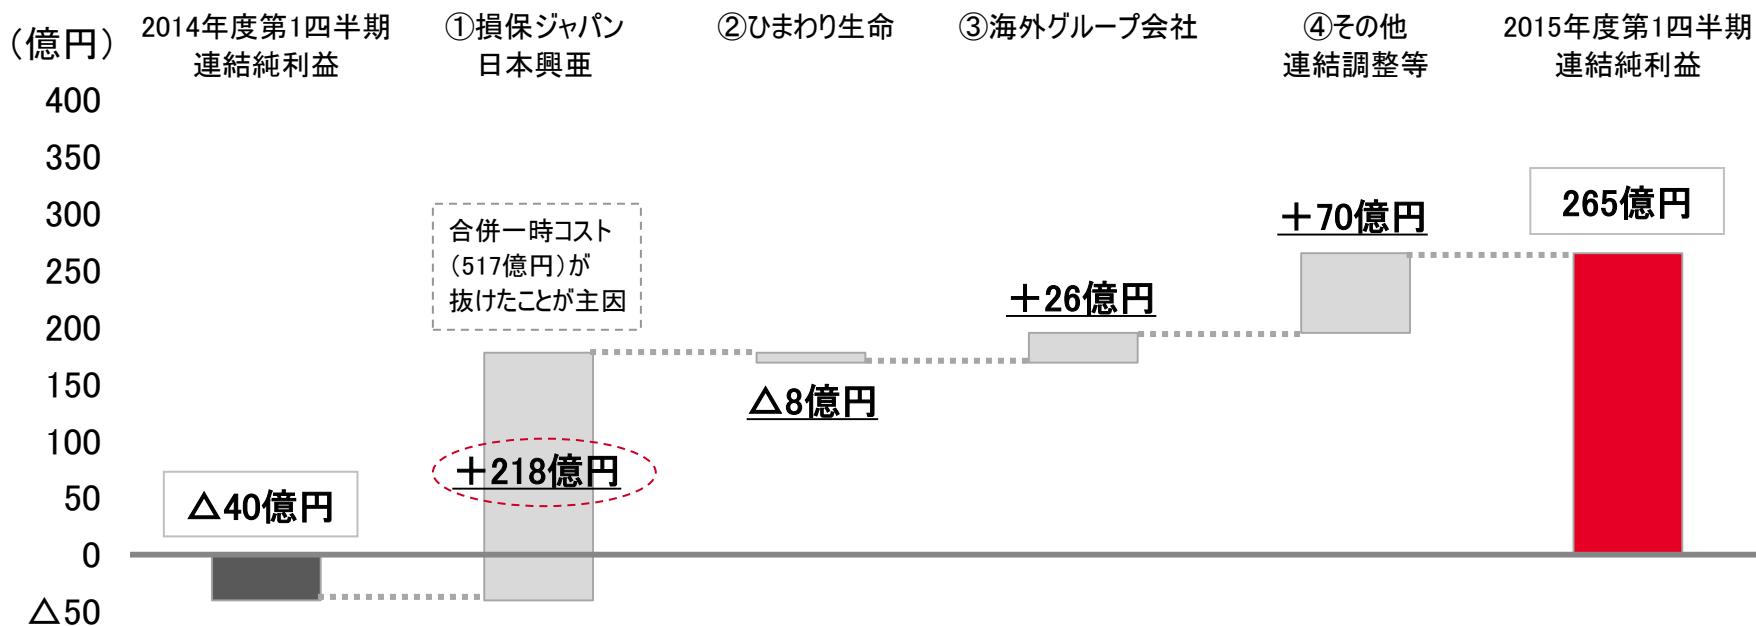 (億円)
2014年度第1四半期
連結純利益
①損保ジャパン
日本興亜
②ひまわり生命
③海外グループ会社
④その他
連結調整等
2015年度第1四半期
連結純利益
400
350
300
250
200
150
100
50
0
△50
△40億円
合併一時コスト
(517億円)が
抜けたことが主因
＋218億円
△8億円
＋26億円
＋70億円
265億円